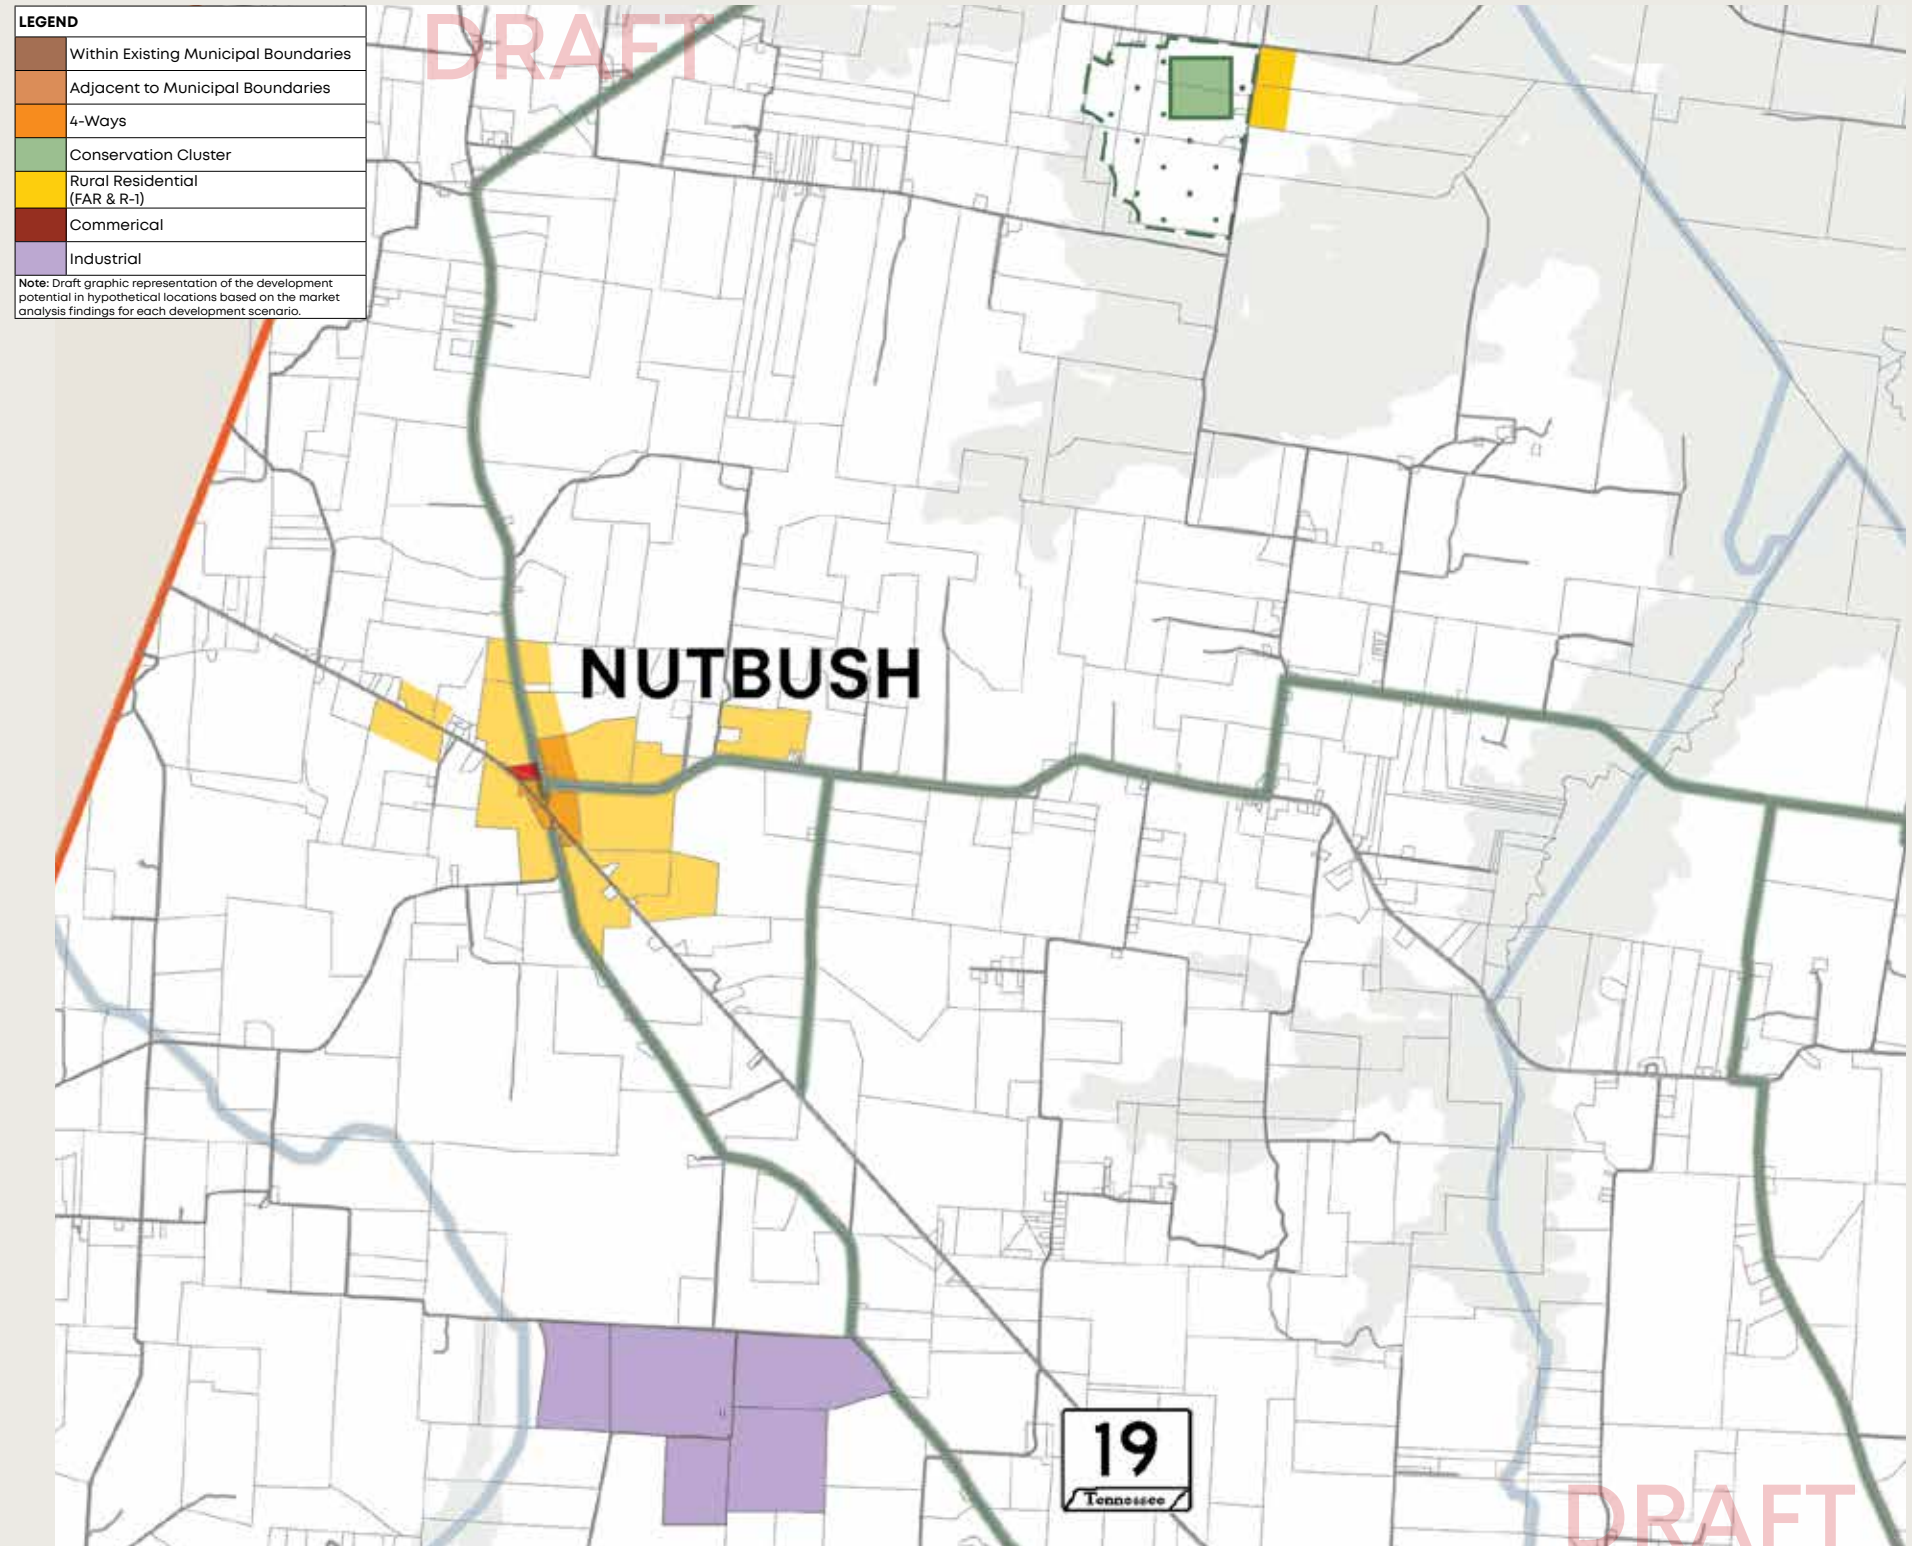 DRAFT
LEGEND
Within Existing Municipal Boundaries
Adjacent to Municipal Boundaries
4-Ways
Conservation Cluster
Rural Residential
(FAR & R-1)
Commerical
Industrial
Note: Draft graphic representation of the development
potential in hypothetical locations based on the market
analysis findings for each development scenario.
NUTBUSH
19
Tennessee
DRAFT